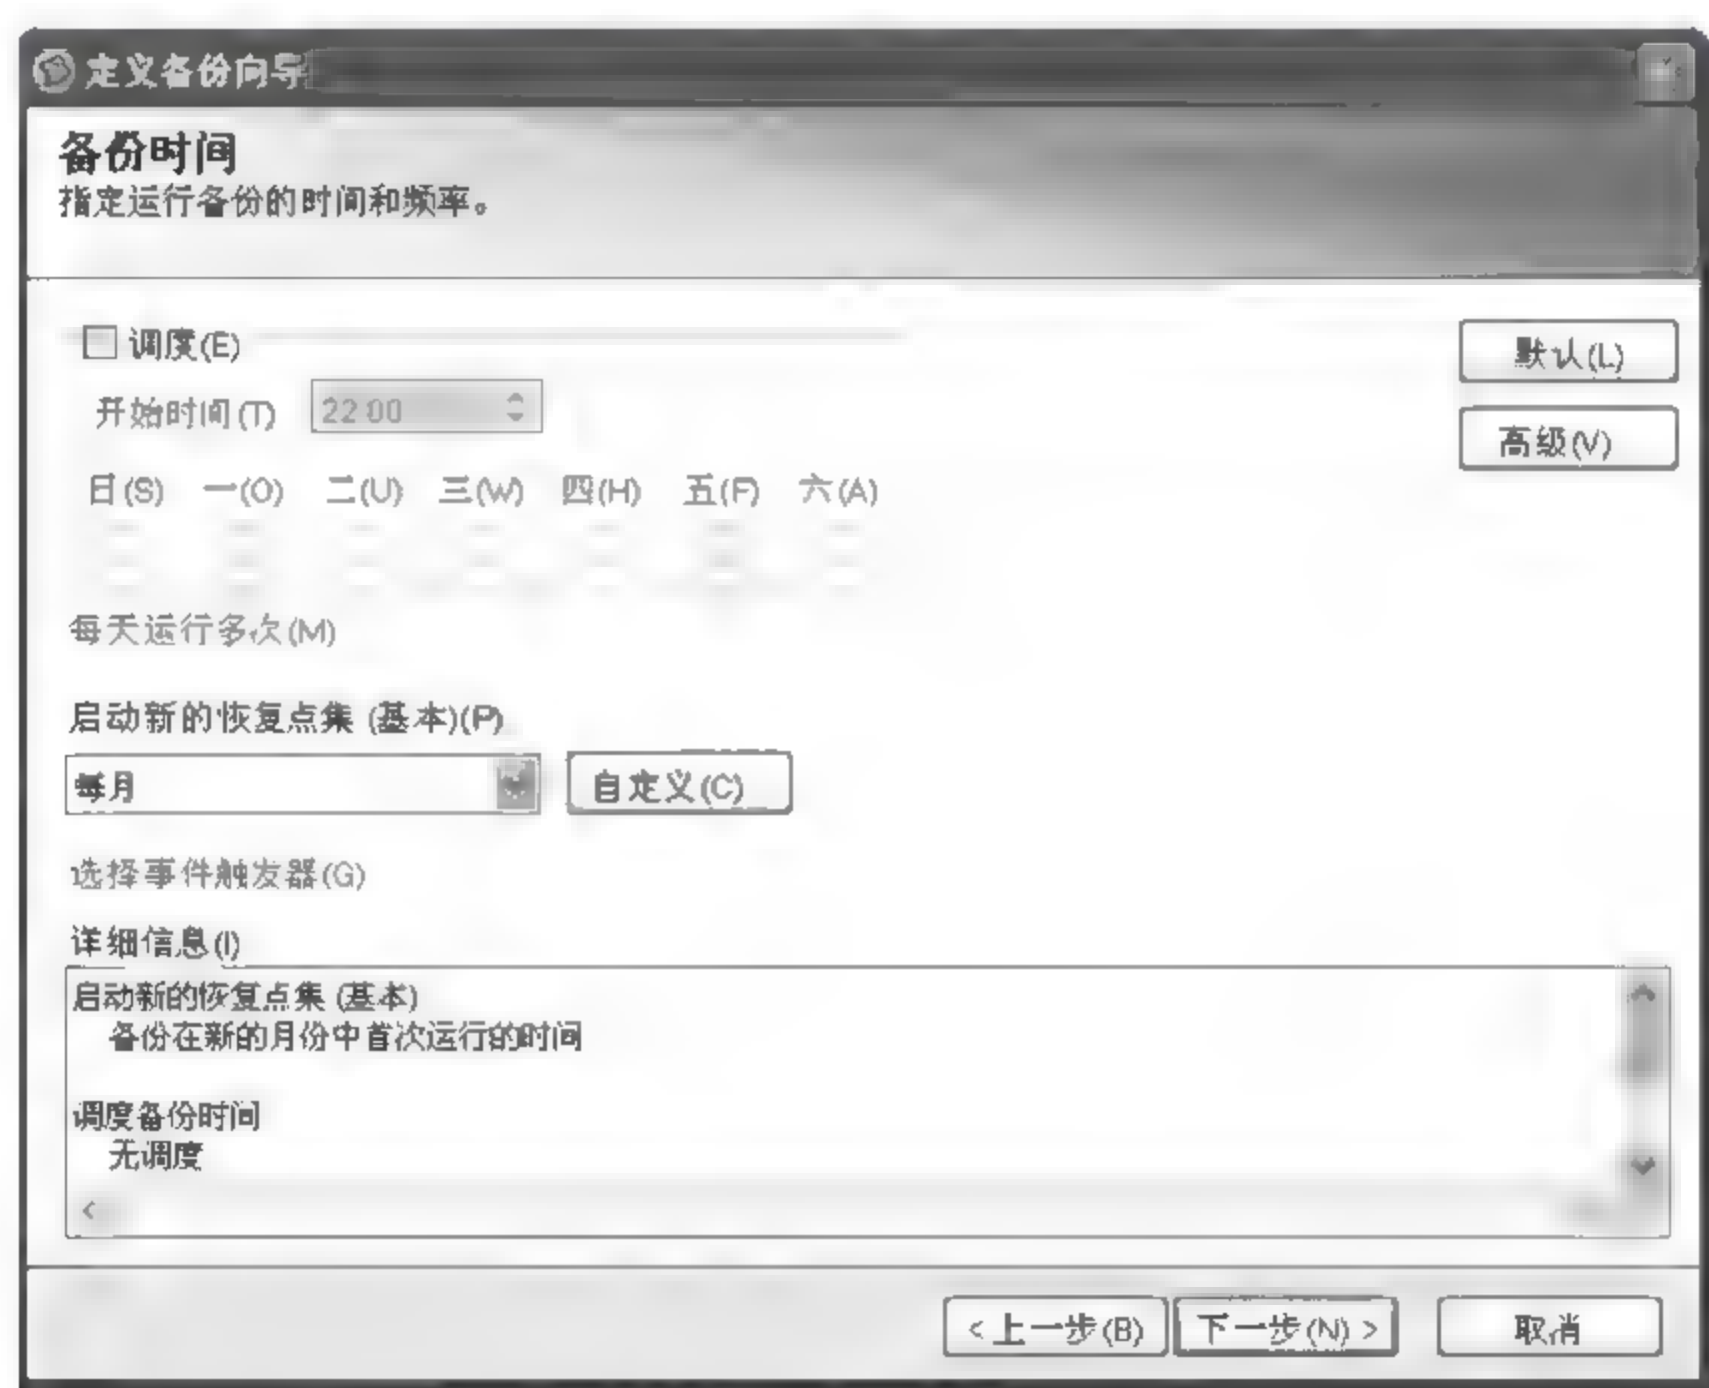 定义备份向导
备份时间
指定运行备份的时间和频率。
调度(E)
默认(L)
开始时间(T) 22:00
高级(V)
日(S) 一(O) 二(U) 三(W) 四(H) 五(F) 六(A)
每天运行多次(M)
启动新的恢复点集 (基本)(P)
每月 自定义(C)
选择事件触发器(G)
详细信息(I)
启动新的恢复点集 (基本)
备份在新的月份中首次运行的时间
调度备份时间
无调度
< 上一步(B) 下一步(N) > 取消